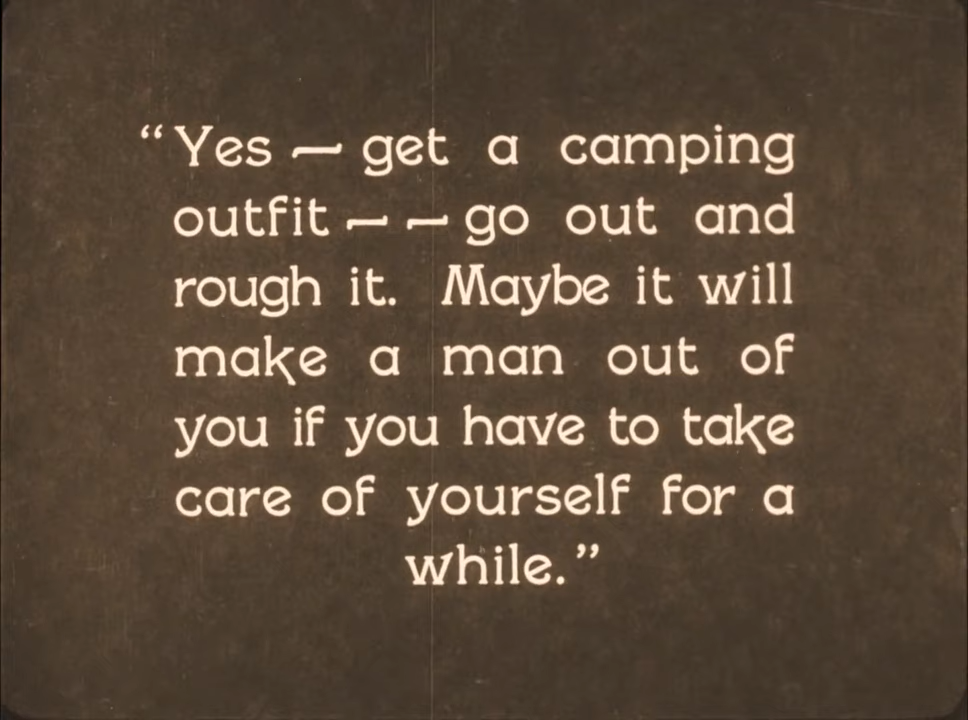 “Yes — get a camping
outfit — — go out and
rough it. Maybe it will
make a man out of
you if you have to take
care of yourself for a
while.”